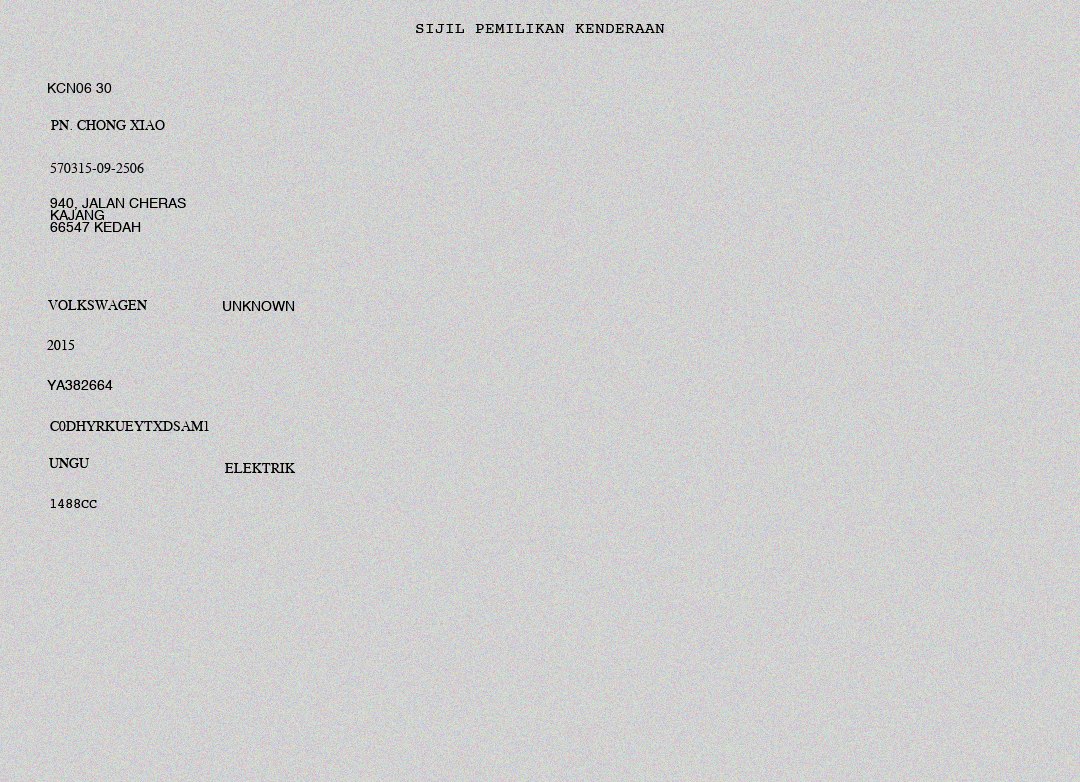 SIJIL PEMILIKAN KENDERAAN
KCN06 30
PN. CHONG XIAO
570315-09-2506
940, JALAN CHERAS
KAJANG
66547 KEDAH
VOLKSWAGEN UNKNOWN
2015
YA382664
C0DHYRKUEYTXDSAM1
UNGU ELEKTRIK
1488CC